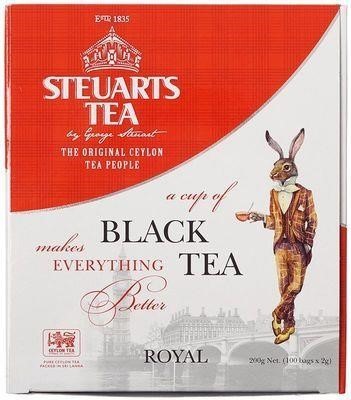 ESTD 1835
STEUARTS
TEA
by George Steuart
THE ORIGINAL CEYLON
TEA PEOPLE
a cup of
BLACK
makes
EVERYTHING TEA
Better
CEYLON TEA
PURE CEYLON TEA
PACKED IN SRI LANKA
ROYAL
200g Net. (100 bags x 2g)